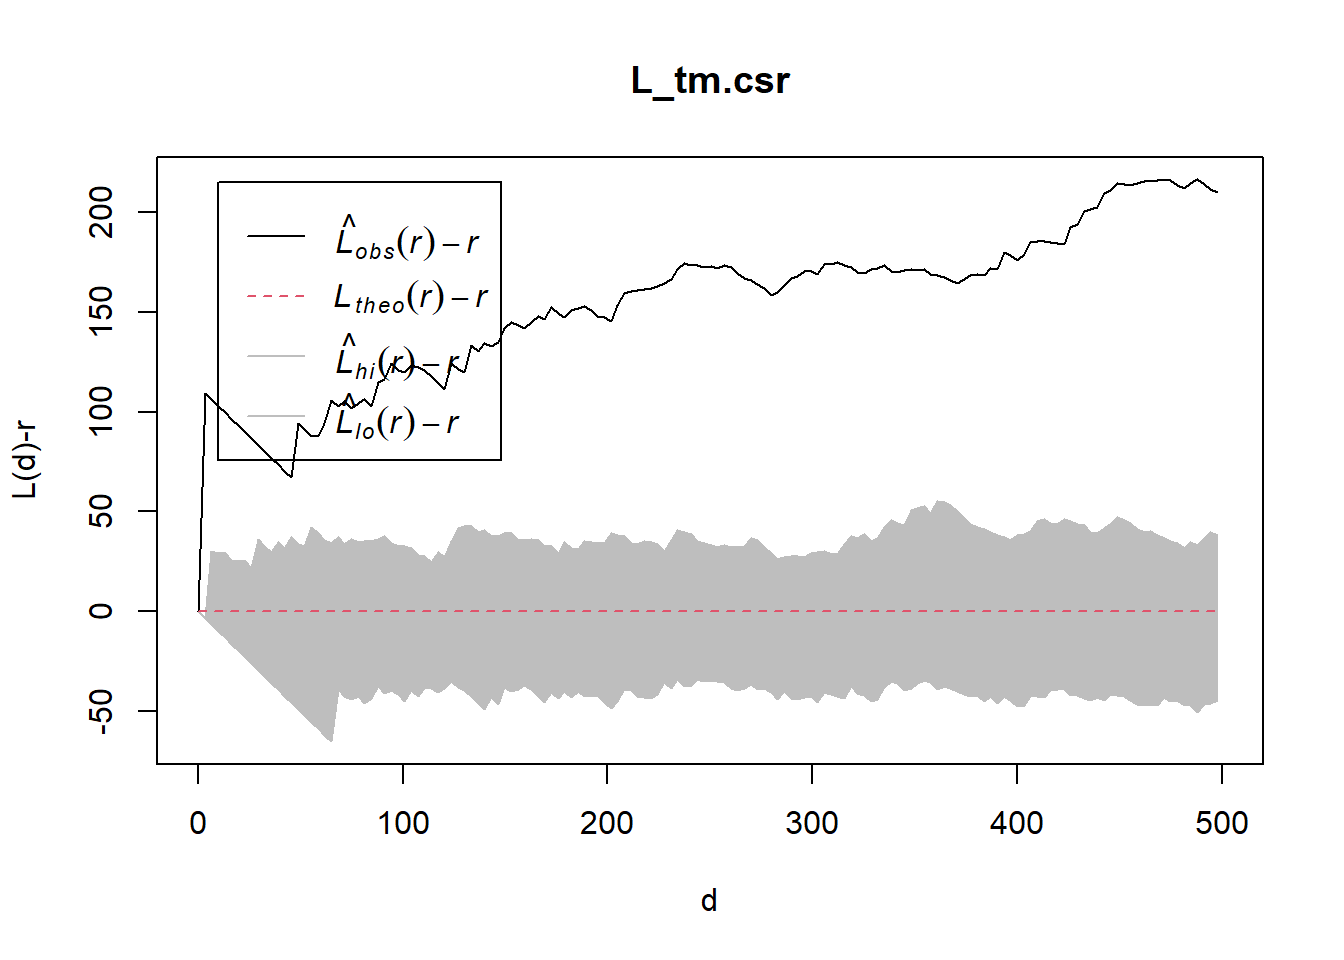 L_tm.csr
L(d)-r
200
150
100
50
0
-50
L̂obs(r) − r
Ltheo(r) − r
L̂hi(r) − r
L̂lo(r) − r
0 100 200 300 400 500
d